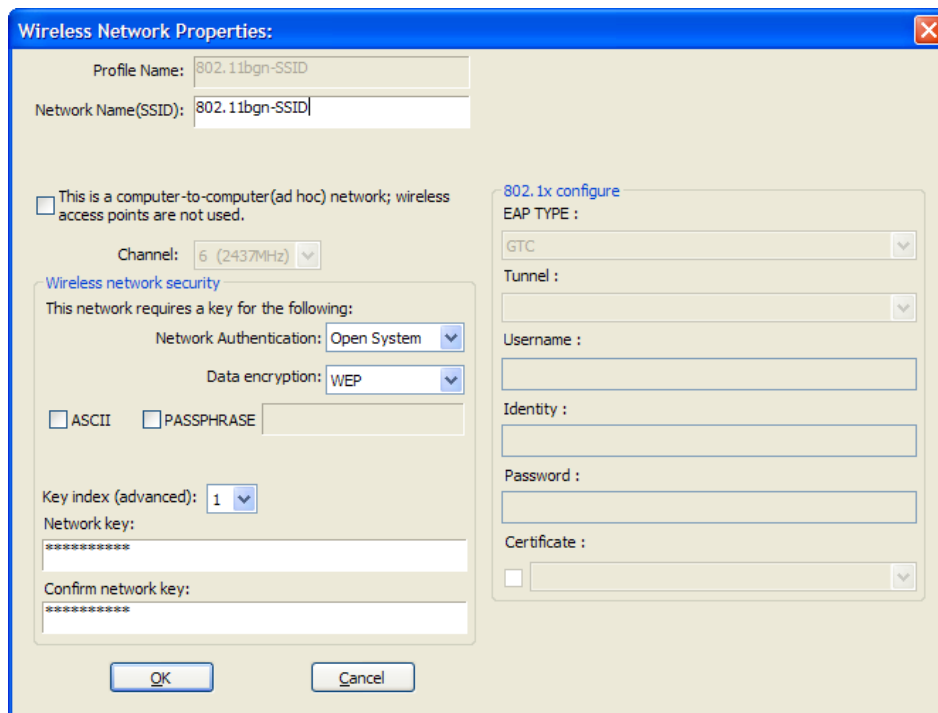 Wireless Network Properties:
Profile Name: 802.11bgn-SSID
Network Name(SSID): 802.11bgn-SSID
This is a computer-to-computer(ad hoc) network; wireless
access points are not used.
Channel: 6 (2437MHz)
Wireless network security
This network requires a key for the following:
Network Authentication: Open System
Data encryption: WEP
ASCII PASSPHRASE
Key index (advanced): 1
Network key:
**********
Confirm network key:
**********
OK Cancel
802.1x configure
EAP TYPE :
GTC
Tunnel :
Username :
Identity :
Password :
Certificate :